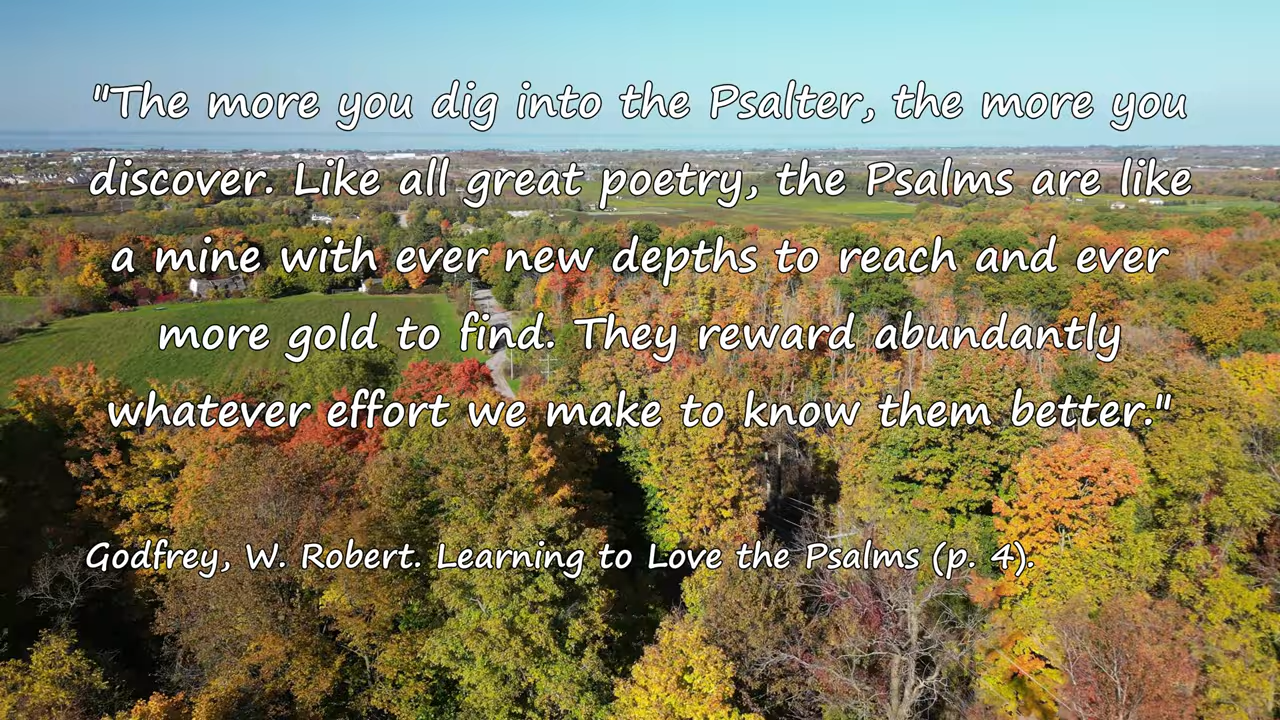 "The more you dig into the Psalter, the more you
discover. Like all great poetry, the Psalms are like
a mine with ever new depths to reach and ever
more gold to find. They reward abundantly
whatever effort we make to know them better."
Godfrey, W. Robert. Learning to Love the Psalms (p. 4).